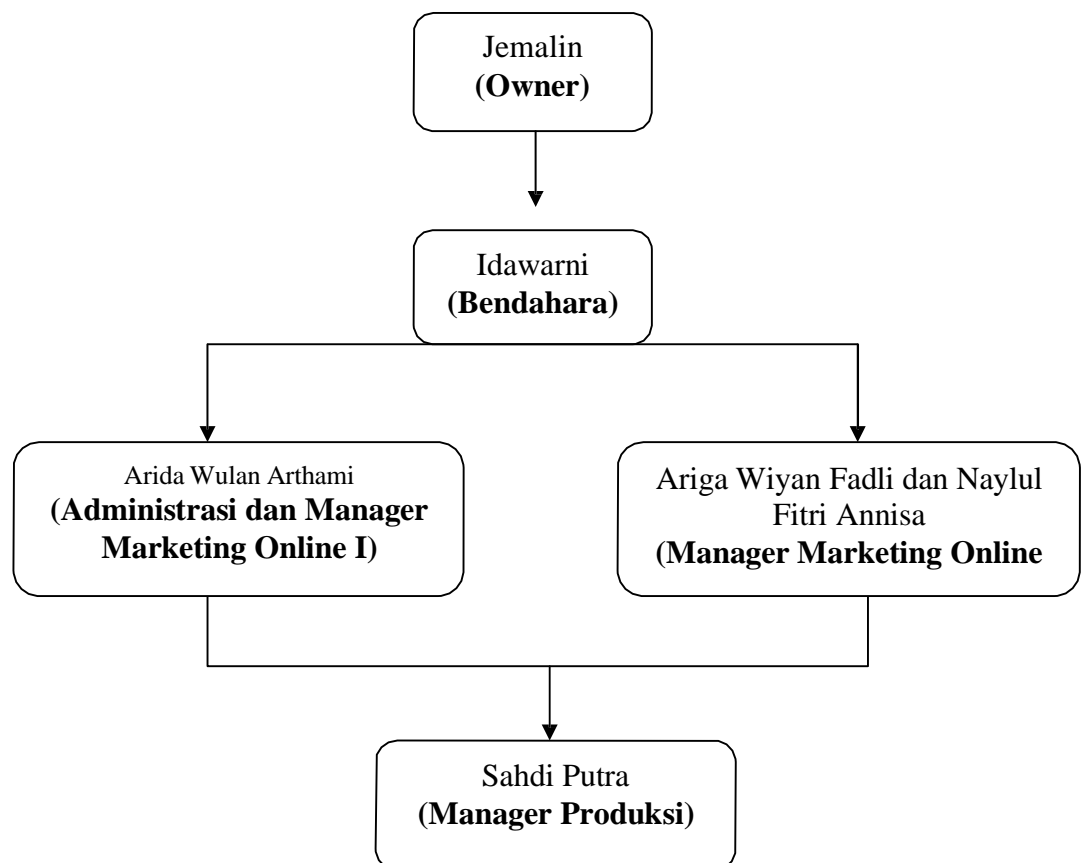 Jemalin
(Owner)
Idawarni
(Bendahara)
Arida Wulan Arthami
(Administrasi dan Manager
Marketing Online I)
Ariga Wiyan Fadli dan Naylul
Fitri Annisa
(Manager Marketing Online
Sahdi Putra
(Manager Produksi)